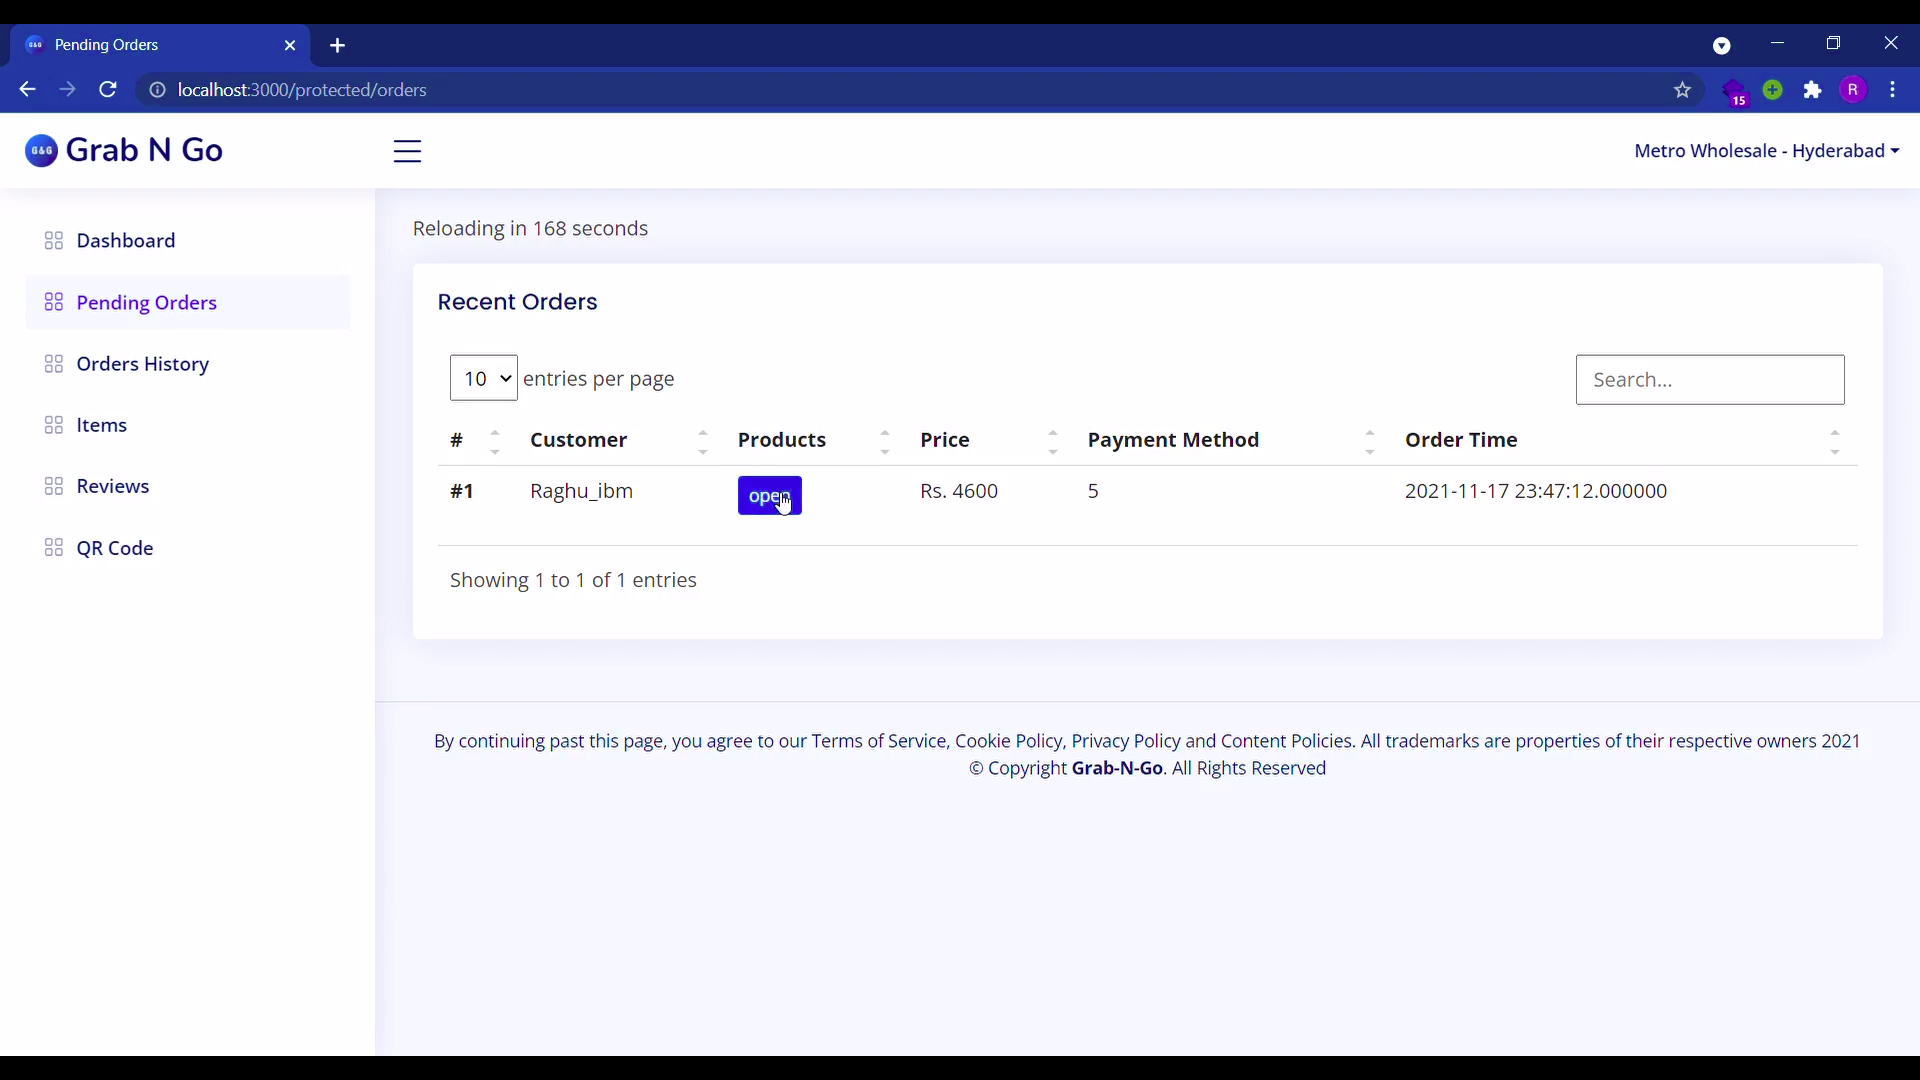 Pending Orders
localhost:3000/protected/orders
15
R
G&G Grab N Go
Metro Wholesale - Hyderabad
Dashboard
Pending Orders
Orders History
Items
Reviews
QR Code
Reloading in 168 seconds
Recent Orders
10 entries per page
Search...
# Customer Products Price Payment Method Order Time
#1 Raghu_ibm open Rs. 4600 5 2021-11-17 23:47:12.000000
Showing 1 to 1 of 1 entries
By continuing past this page, you agree to our Terms of Service, Cookie Policy, Privacy Policy and Content Policies. All trademarks are properties of their respective owners 2021
© Copyright Grab-N-Go. All Rights Reserved